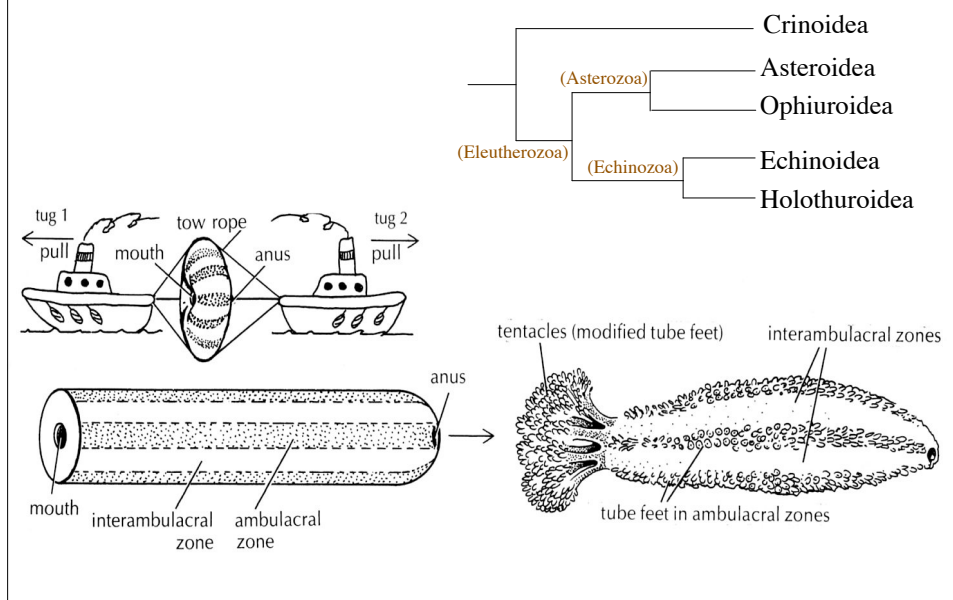 Crinoidea
(Asterozoa)
Asteroidea
Ophiuroidea
(Eleutherozoa)
(Echinozoa)
Echinoidea
Holothuroidea
tug 1
pull
tow rope
mouth
anus
tug 2
pull
anus
mouth
interambulacral
zone
ambulacral
zone
tentacles (modified tube feet)
interambulacral zones
tube feet in ambulacral zones